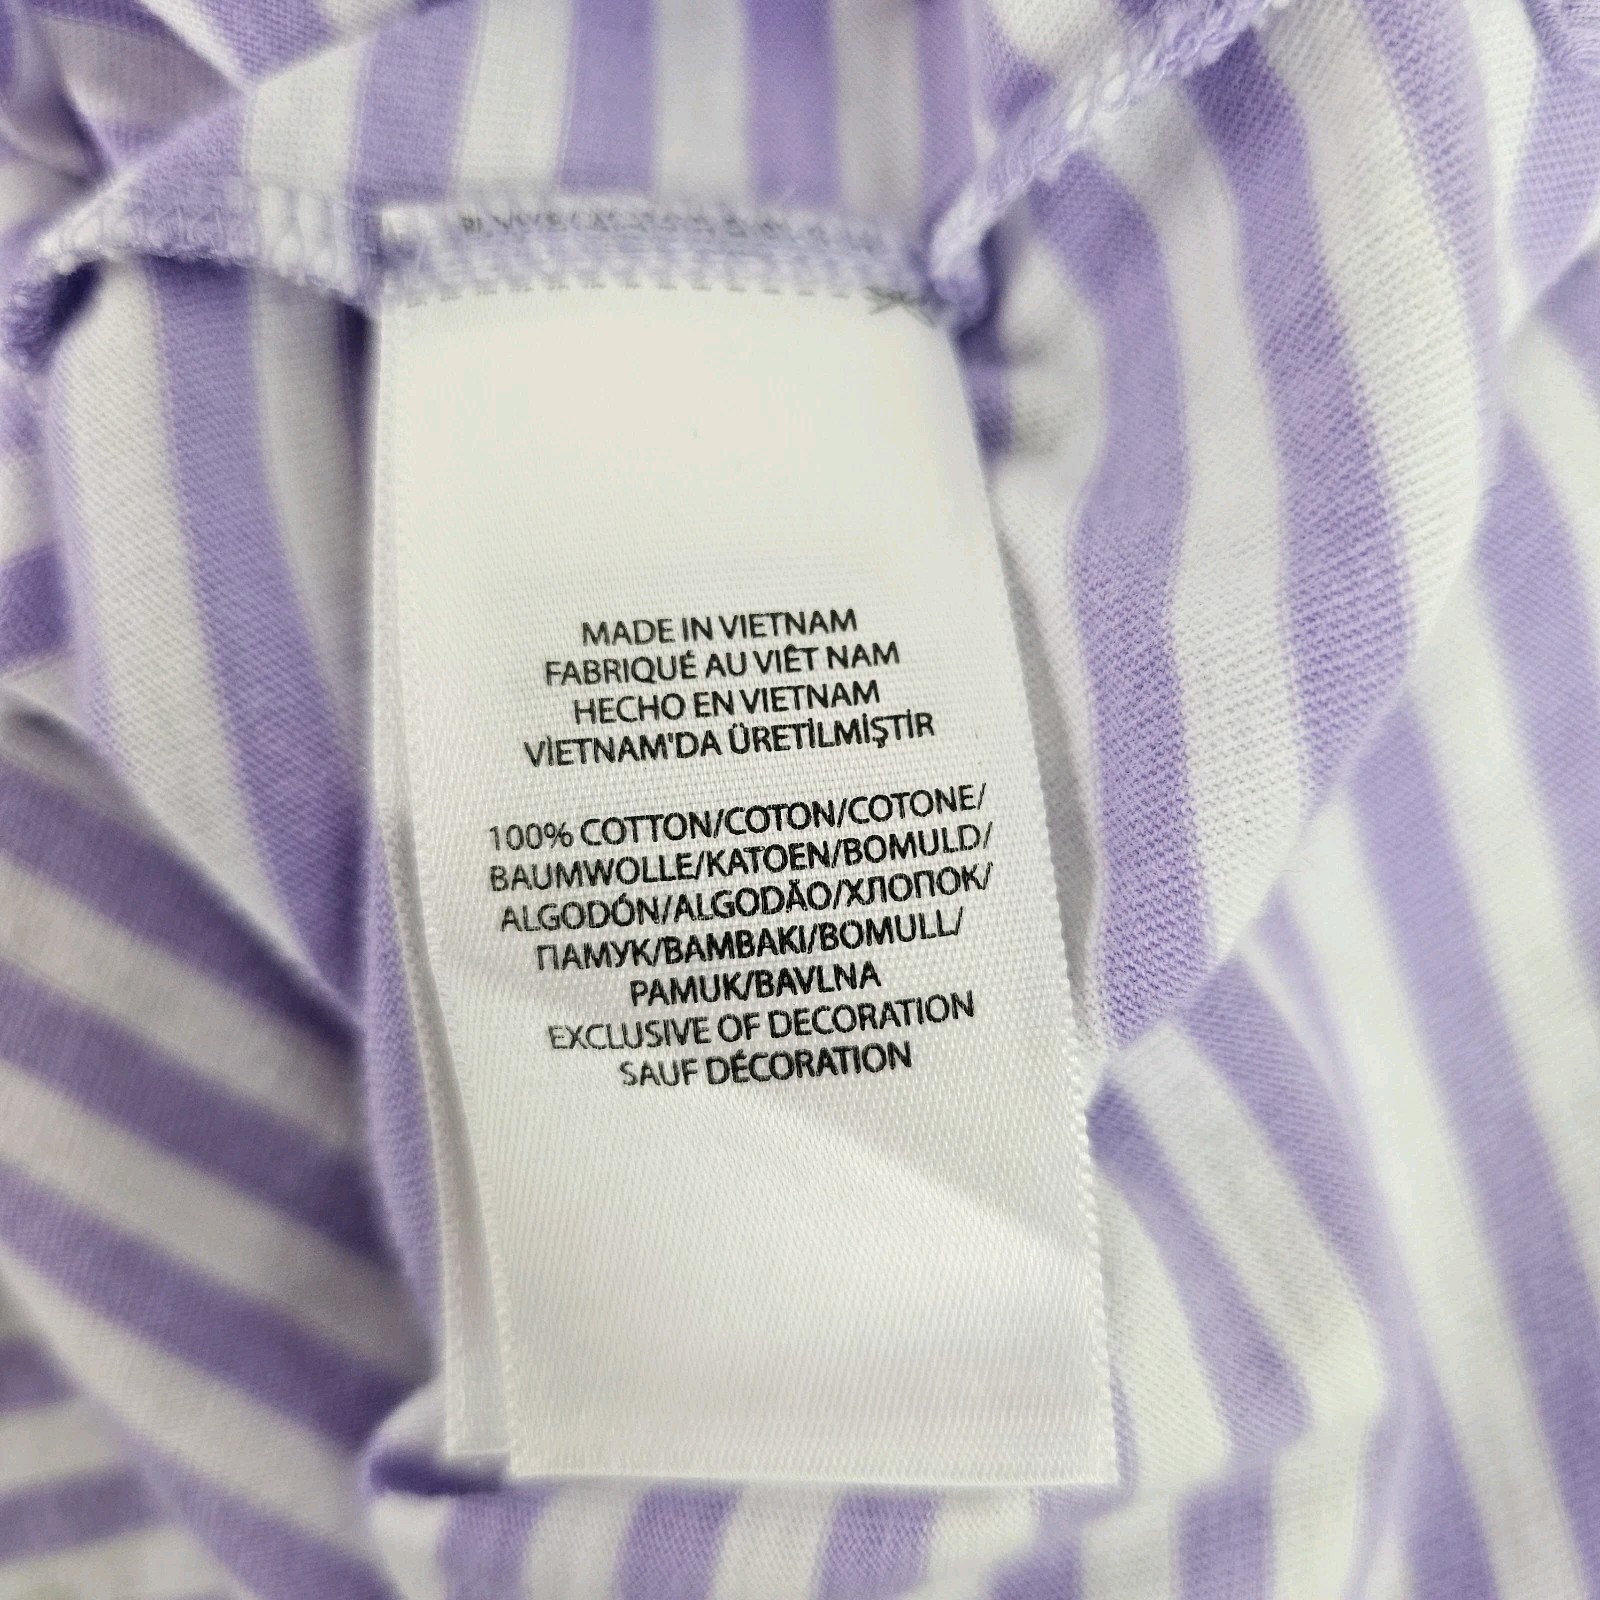 MADE IN VIETNAM
FABRIQUÉ AU VIÊT NAM
HECHO EN VIETNAM
VİETNAM'DA ÜRETİLMİŞTİR
100% COTTON/COTON/COTONE/
BAUMWOLLE/KATOEN/BOMULD/
ALGODÓN/ALGODÃO/ХЛОПОК/
ПАМУК/BAMBAKI/BOMULL/
PAMUK/BAVLNA
EXCLUSIVE OF DECORATION
SAUF DÉCORATION